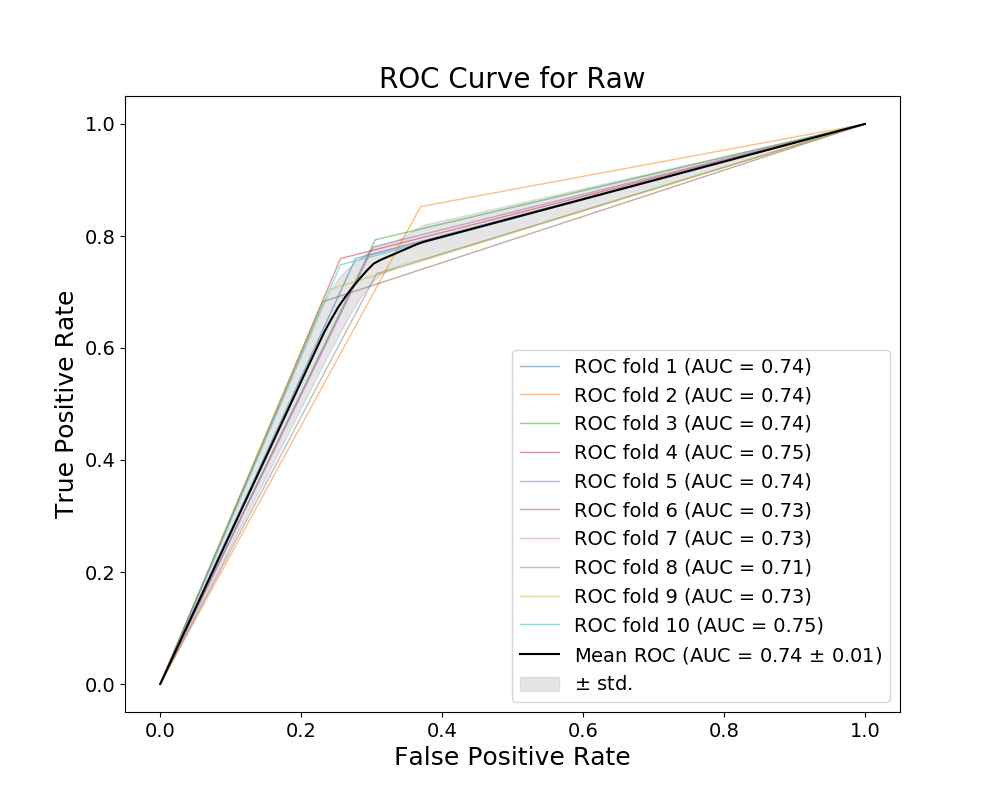 ROC Curve for Raw
True Positive Rate
1.0
0.8
0.6
0.4
0.2
0.0
ROC fold 1 (AUC = 0.74)
ROC fold 2 (AUC = 0.74)
ROC fold 3 (AUC = 0.74)
ROC fold 4 (AUC = 0.75)
ROC fold 5 (AUC = 0.74)
ROC fold 6 (AUC = 0.73)
ROC fold 7 (AUC = 0.73)
ROC fold 8 (AUC = 0.71)
ROC fold 9 (AUC = 0.73)
ROC fold 10 (AUC = 0.75)
Mean ROC (AUC = 0.74 ± 0.01)
± std.
0.0 0.2 0.4 0.6 0.8 1.0
False Positive Rate